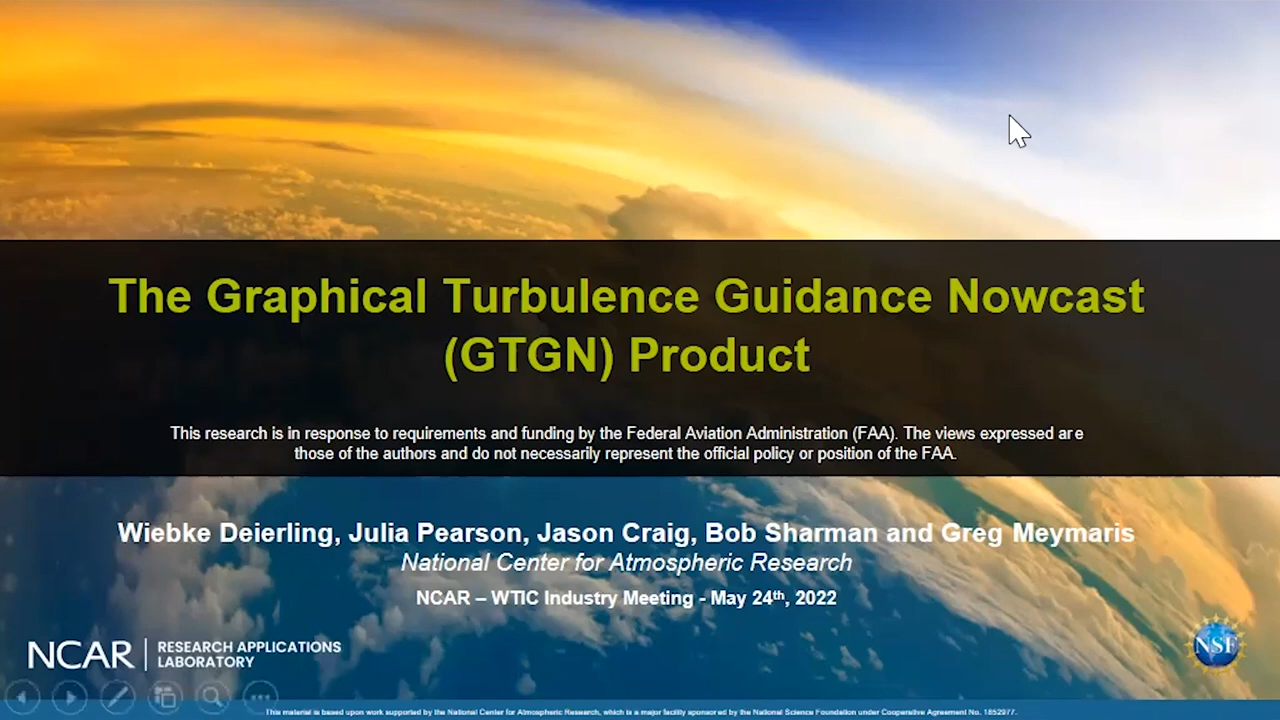 The Graphical Turbulence Guidance Nowcast
(GTGN) Product
This research is in response to requirements and funding by the Federal Aviation Administration (FAA). The views expressed are
those of the authors and do not necessarily represent the official policy or position of the FAA.
Wiebke Deierling, Julia Pearson, Jason Craig, Bob Sharman and Greg Meymaris
National Center for Atmospheric Research
NCAR – WTIC Industry Meeting - May 24th, 2022
NCAR | RESEARCH APPLICATIONS
LABORATORY
NSF
This material is based upon work supported by the National Center for Atmospheric Research, which is a major facility sponsored by the National Science Foundation under Cooperative Agreement No. 1852977.